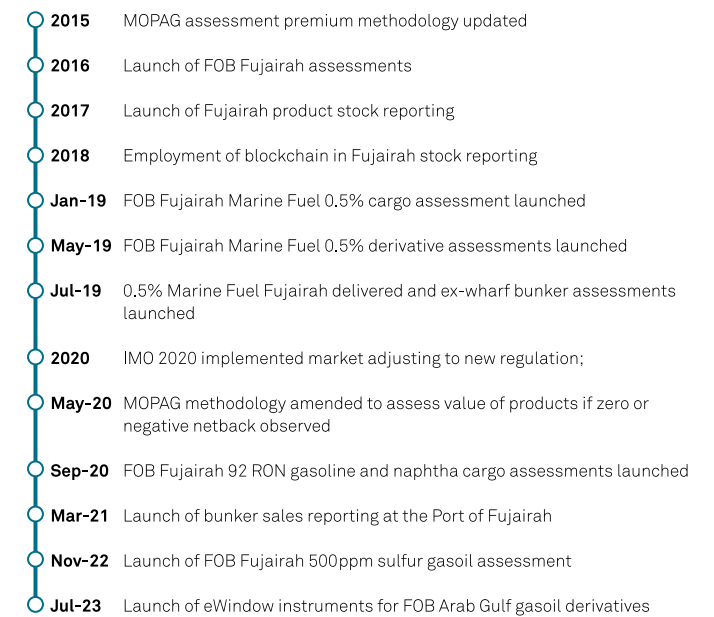 2015 MOPAG assessment premium methodology updated
2016 Launch of FOB Fujairah assessments
2017 Launch of Fujairah product stock reporting
2018 Employment of blockchain in Fujairah stock reporting
Jan-19 FOB Fujairah Marine Fuel 0.5% cargo assessment launched
May-19 FOB Fujairah Marine Fuel 0.5% derivative assessments launched
Jul-19 0.5% Marine Fuel Fujairah delivered and ex-wharf bunker assessments
launched
2020 IMO 2020 implemented market adjusting to new regulation;
May-20 MOPAG methodology amended to assess value of products if zero or
negative netback observed
Sep-20 FOB Fujairah 92 RON gasoline and naphtha cargo assessments launched
Mar-21 Launch of bunker sales reporting at the Port of Fujairah
Nov-22 Launch of FOB Fujairah 500ppm sulfur gasoil assessment
Jul-23 Launch of eWindow instruments for FOB Arab Gulf gasoil derivatives